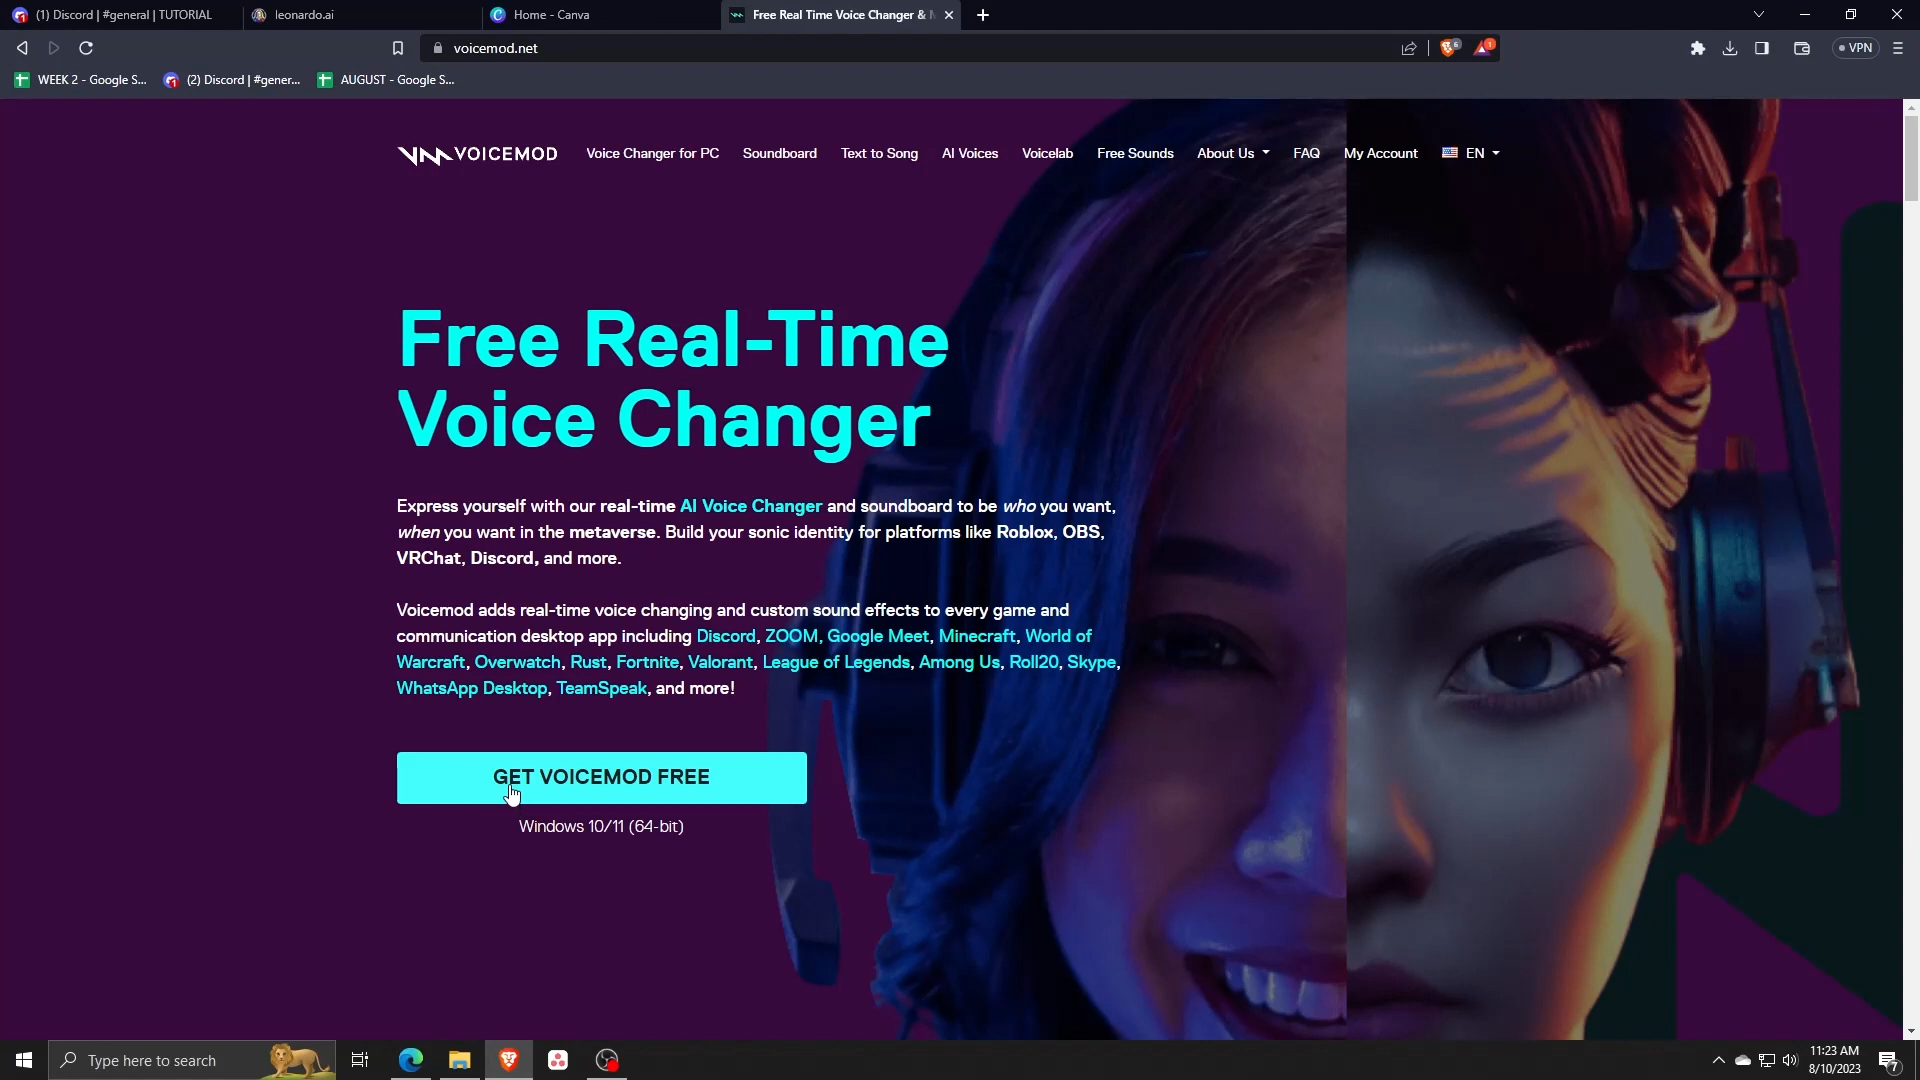 (1) Discord | #general | TUTORIAL
leonardo.ai
Home - Canva
Free Real Time Voice Changer &
voicemod.net
6
1
VPN
WEEK 2 - Google S...
(2) Discord | #gener...
AUGUST - Google S...
VOICEMOD
Voice Changer for PC
Soundboard
Text to Song
AI Voices
Voicelab
Free Sounds
About Us
FAQ
My Account
EN
Free Real-Time
Voice Changer
Express yourself with our real-time AI Voice Changer and soundboard to be who you want,
when you want in the metaverse. Build your sonic identity for platforms like Roblox, OBS,
VRChat, Discord, and more.
Voicemod adds real-time voice changing and custom sound effects to every game and
communication desktop app including Discord, ZOOM, Google Meet, Minecraft, World of
Warcraft, Overwatch, Rust, Fortnite, Valorant, League of Legends, Among Us, Roll20, Skype,
WhatsApp Desktop, TeamSpeak, and more!
GET VOICEMOD FREE
Windows 10/11 (64-bit)
Type here to search
11:23 AM
8/10/2023
7